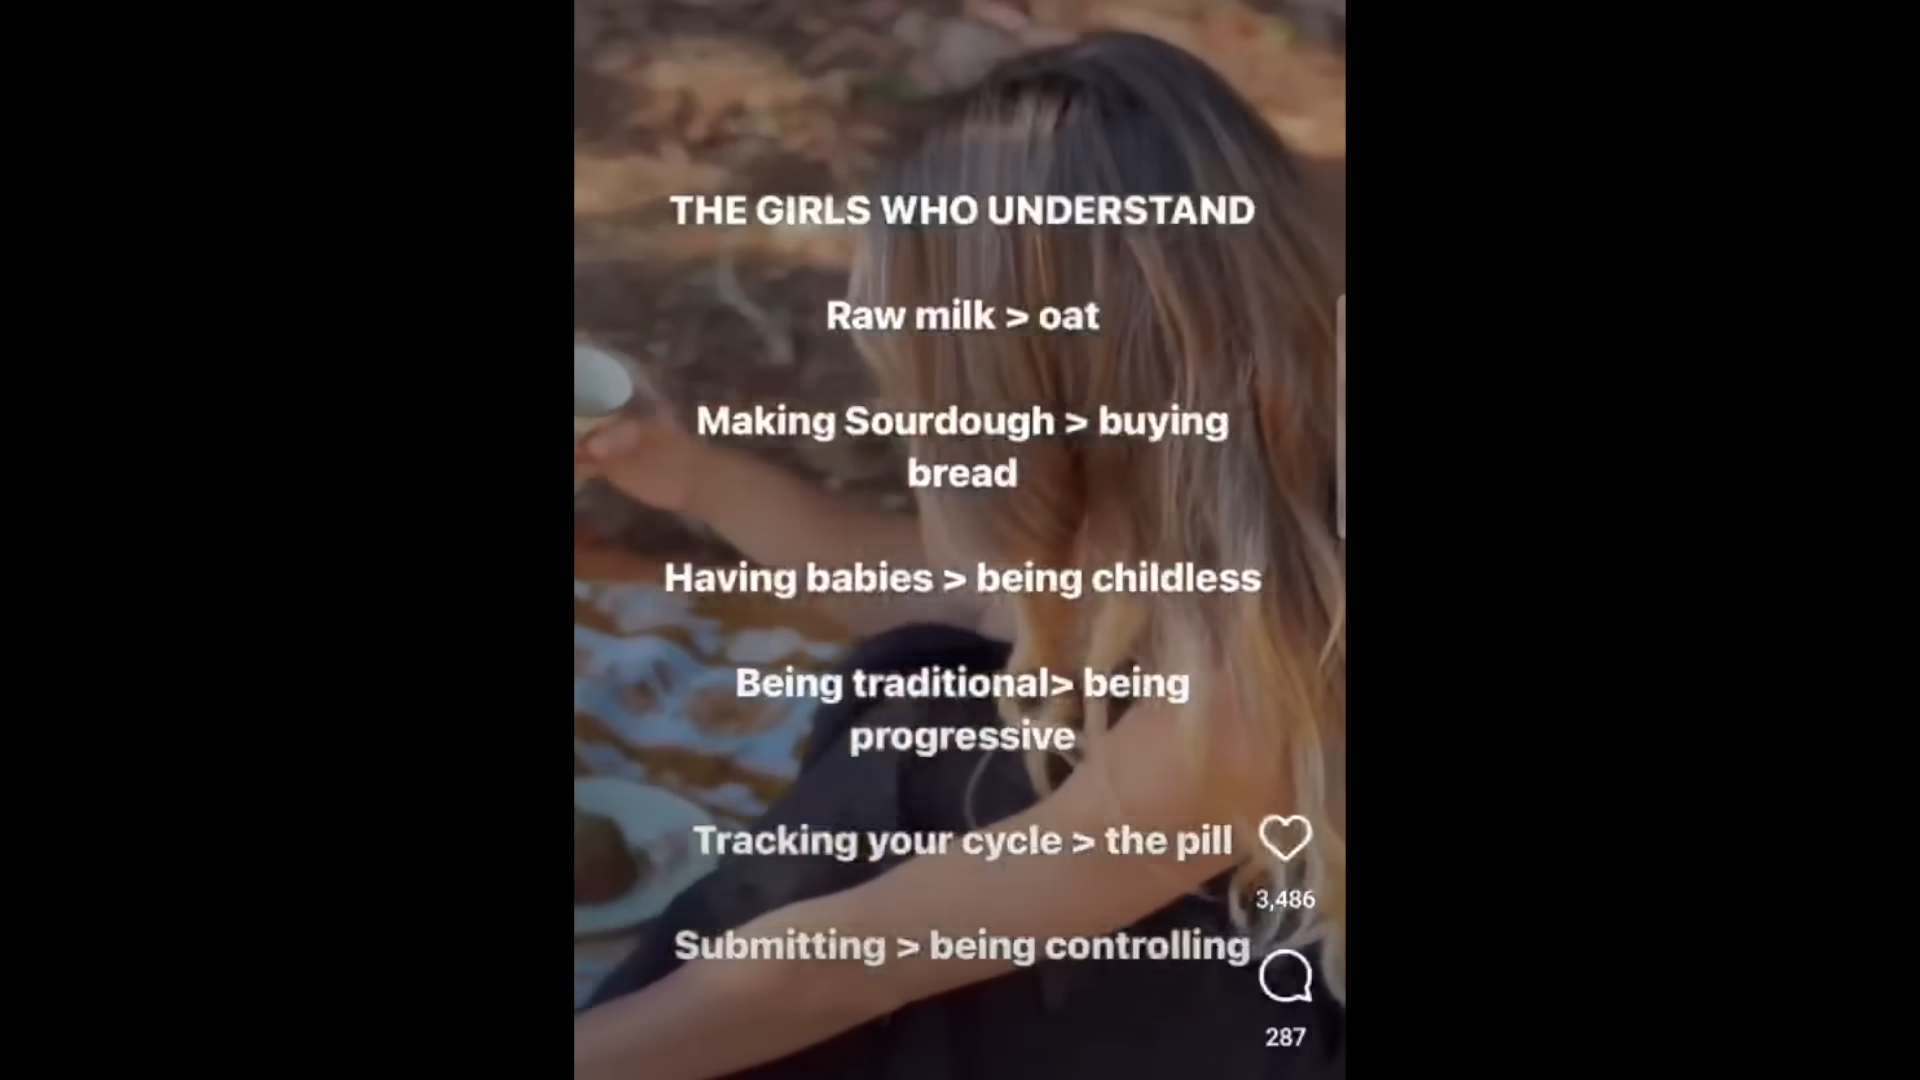 THE GIRLS WHO UNDERSTAND
Raw milk > oat
Making Sourdough > buying
bread
Having babies > being childless
Being traditional> being
progressive
Tracking your cycle > the pill
3,486
Submitting > being controlling
287